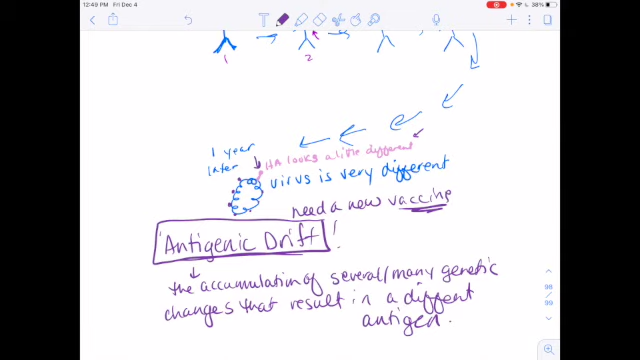 12:49 PM Fri Dec 4
38%
1
2
1 year
later
HA looks a little different
virus is very different
need a new vaccine
Antigenic Drift!
the accumulation of several/many genetic
changes that result in a different
antigen.
98
99